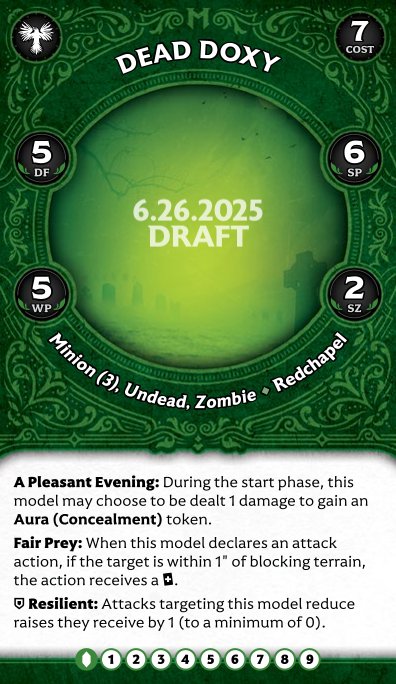 DEAD DOXY
7
COST
5
DF
6
SP
6.26.2025
DRAFT
5
WP
2
SZ
Minion (3), Undead, Zombie • Redchapel
A Pleasant Evening: During the start phase, this
model may choose to be dealt 1 damage to gain an
Aura (Concealment) token.
Fair Prey: When this model declares an attack
action, if the target is within 1" of blocking terrain,
the action receives a .
Resilient: Attacks targeting this model reduce
raises they receive by 1 (to a minimum of 0).
1 2 3 4 5 6 7 8 9